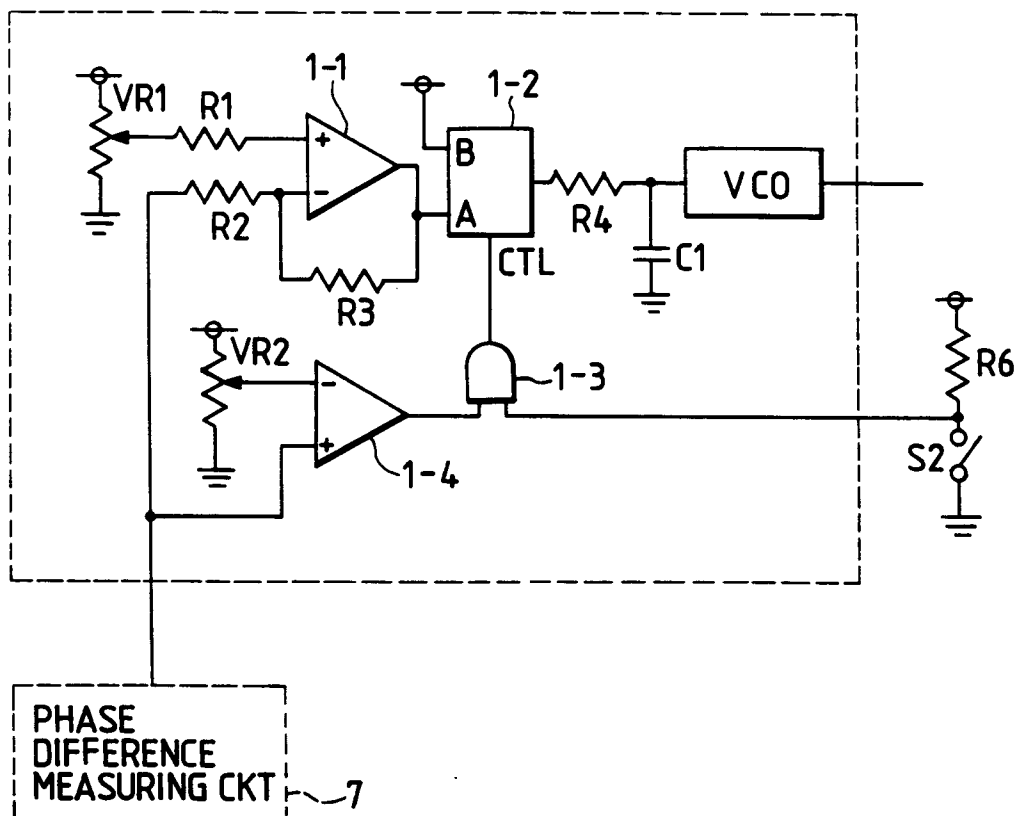 1-1
1-2
VR1
R1
+
-
B
A
CTL
R2
R3
R4
C1
VCO
VR2
-
+
1-3
1-4
R6
S2
PHASE
DIFFERENCE
MEASURING CKT
7